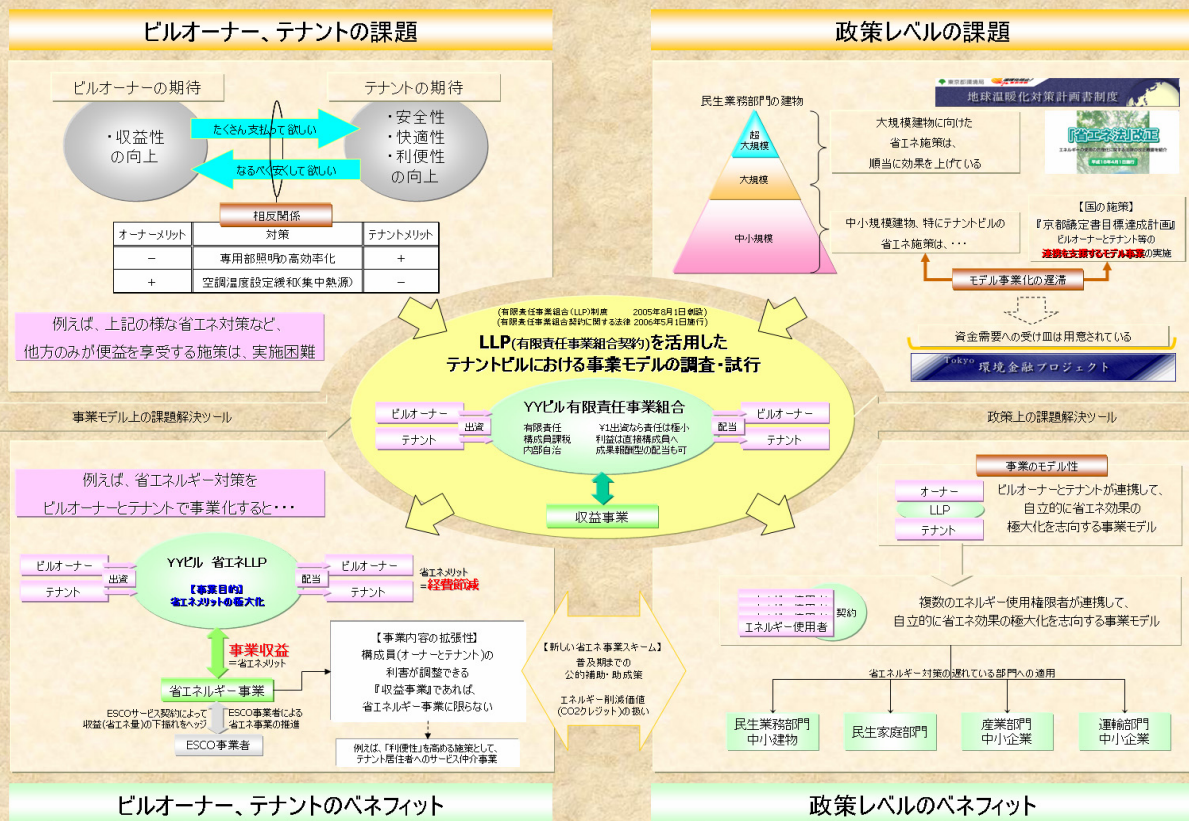 ビルオーナー、テナントの課題
ビルオーナーの期待
テナントの期待
・収益性
の向上
たくさん支払って欲しい
なるべく安くして欲しい
・安全性
・快適性
・利便性
の向上
相反関係
オーナーメリット 対策 テナントメリット
− 専用部照明の高効率化 +
+ 空調温度設定緩和(集中熱源) −
例えば、上記の様な省エネ対策など、
他方のみが便益を享受する施策は、実施困難
政策レベルの課題
民生業務部門の建物
超
大規模
大規模
中小規模
大規模建物に向けた
省エネ施策は、
順当に効果を上げている
東京都環境局
地球温暖化対策計画書制度
『省エネ法』改正
平成18年4月1日施行
中小規模建物、特にテナントビルの
省エネ施策は、・・・
【国の施策】
『京都議定書目標達成計画』
ビルオーナーとテナント等の
連携を支援するモデル事業の実施
モデル事業化の遅滞
資金需要への受け皿は用意されている
Tokyo 環境金融プロジェクト
(有限責任事業組合(LLP)制度 2005年8月1日創設)
(有限責任事業組合契約に関する法律 2006年5月1日施行)
LLP(有限責任事業組合契約)を活用した
テナントビルにおける事業モデルの調査・試行
ビルオーナー
テナント
出資
YYビル有限責任事業組合
有限責任 ¥1出資なら責任は極小
構成員課税 利益は直接構成員へ
内部自治 成果報酬型の配当も可
配当
ビルオーナー
テナント
収益事業
事業モデル上の課題解決ツール
政策上の課題解決ツール
例えば、省エネルギー対策を
ビルオーナーとテナントで事業化すると・・・
ビルオーナー
テナント
出資
YYビル 省エネLLP
【事業目的】
省エネメリットの極大化
配当
ビルオーナー
テナント
省エネメリット
=経費節減
事業収益
=省エネメリット
省エネルギー事業
ESCOサービス契約によって
収益(省エネ量)の下振れをヘッジ
ESCO事業者による
省エネ事業の推進
ESCO事業者
【事業内容の拡張性】
構成員(オーナーとテナント)の
利害が調整できる
『収益事業』であれば、
省エネルギー事業に限らない
例えば、「利便性」を高める施策として、
テナント居住者へのサービス仲介事業
【新しい省エネ事業スキーム】
普及期までの
公的補助・助成策
エネルギー削減価値
(CO2クレジット)の扱い
事業のモデル性
オーナー
LLP
テナント
ビルオーナーとテナントが連携して、
自立的に省エネ効果の
極大化を志向する事業モデル
エネルギー使用者
契約
複数のエネルギー使用権限者が連携して、
自立的に省エネ効果の極大化を志向する事業モデル
省エネルギー対策の遅れている部門への適用
民生業務部門
中小建物
民生家庭部門
産業部門
中小企業
運輸部門
中小企業
ビルオーナー、テナントのベネフィット
政策レベルのベネフィット